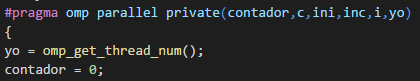 #pragma omp parallel private(contador,c,ini,inc,i,yo)
{
yo = omp_get_thread_num();
contador = 0;